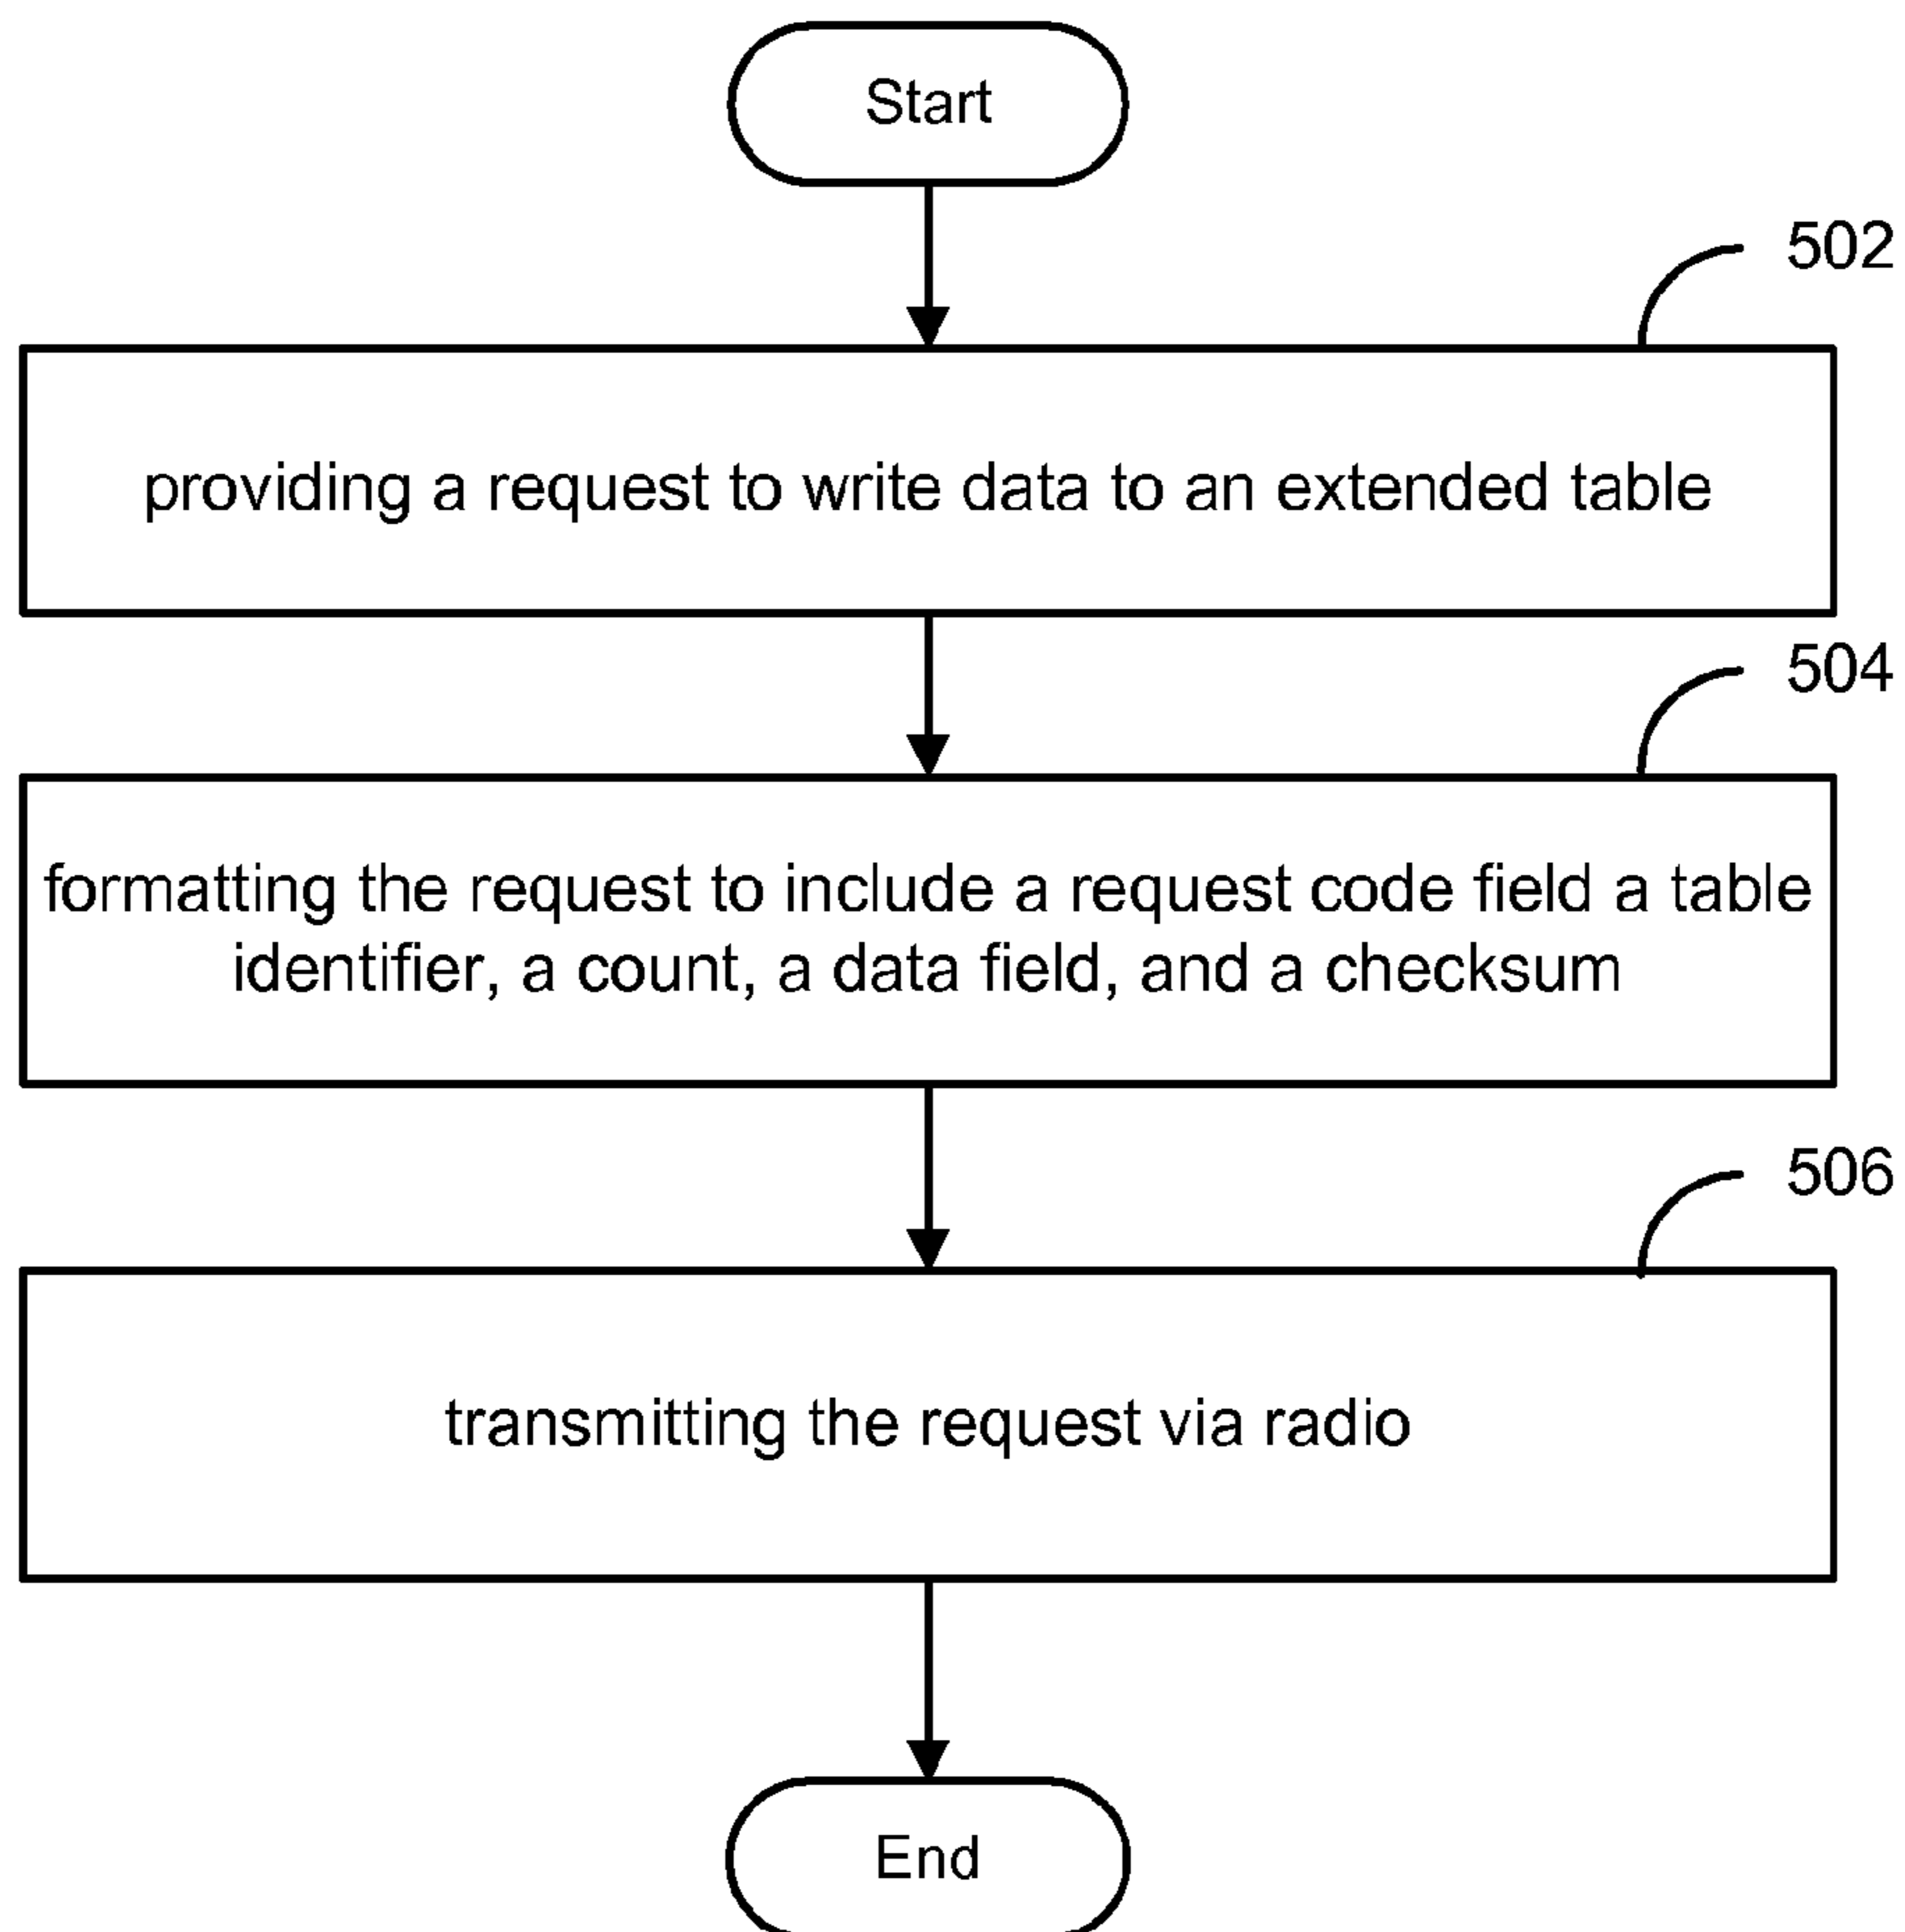 Start
502
providing a request to write data to an extended table
504
formatting the request to include a request code field a table
identifier, a count, a data field, and a checksum
506
transmitting the request via radio
End